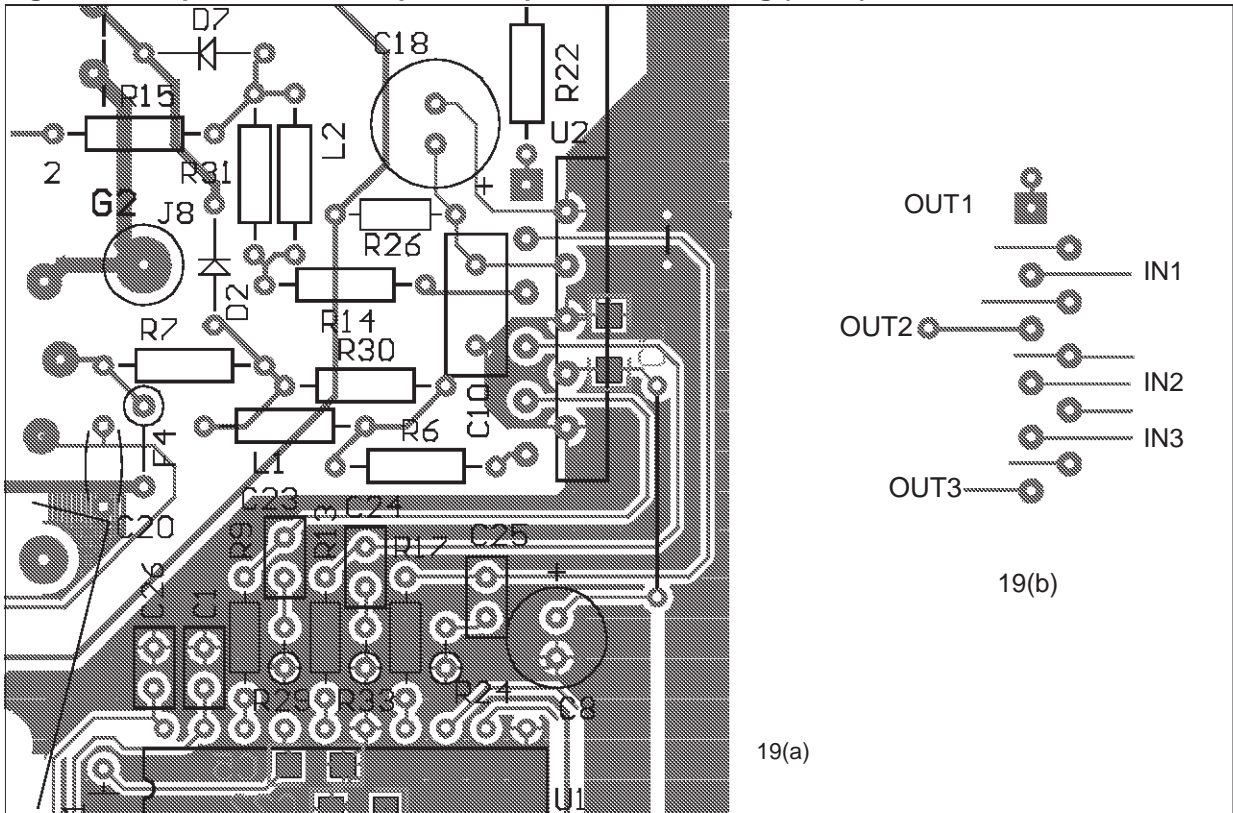 D7
C18
R22
R15
U2
L2
2
R31
G2
J8
R26
D2
R14
R7
R30
C10
R6
L1
F4
C23
C24
C20
R9
R13
R17
C25
+
+
C26
C1
R29
R33
R24
C8
U1
19(a)
OUT1
IN1
OUT2
IN2
IN3
OUT3
19(b)